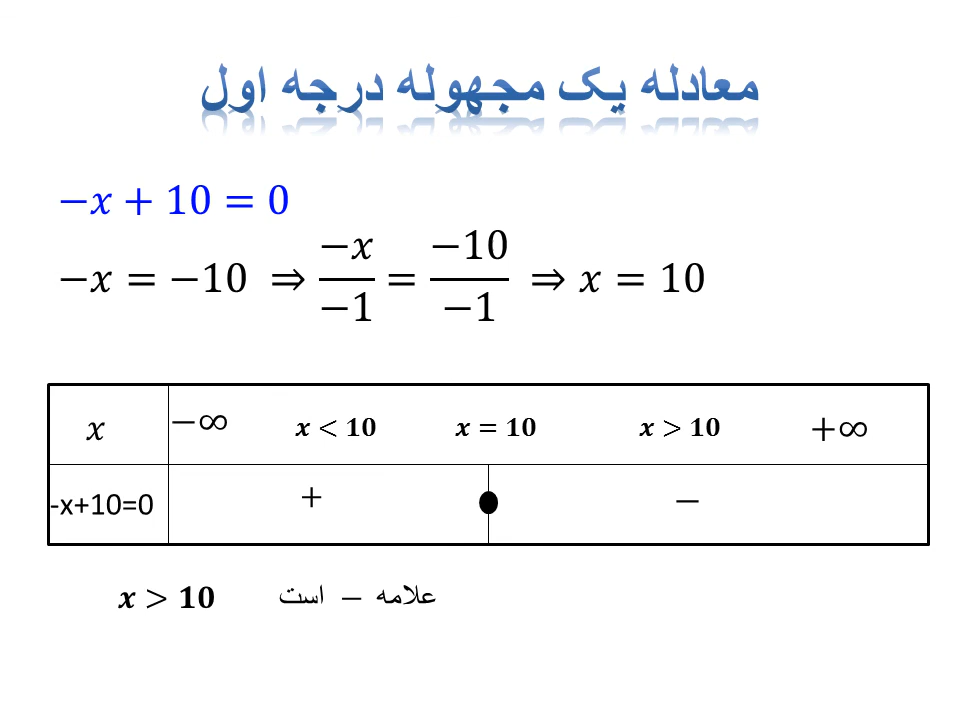 معادله یک مجهوله درجه اول
−x + 10 = 0
−x = −10 ⇒ −x/−1 = −10/−1 ⇒ x = 10
x −∞ x < 10 x = 10 x > 10 +∞
-x+10=0 + −
x > 10 علامه − است